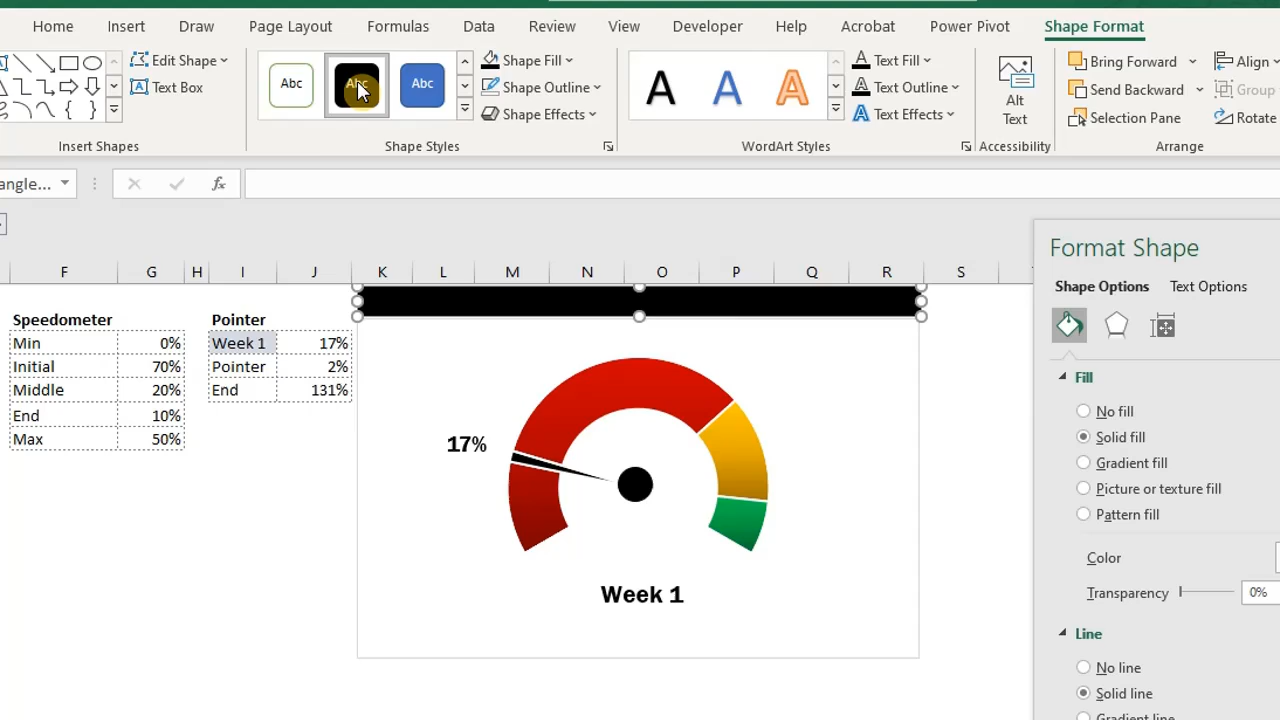 Home Insert Draw Page Layout Formulas Data Review View Developer Help Acrobat Power Pivot Shape Format
Edit Shape
Text Box
Insert Shapes
Abc Abc Abc
Shape Fill
Shape Outline
Shape Effects
Shape Styles
A A A
Text Fill
Text Outline
Text Effects
WordArt Styles
Alt
Text
Accessibility
Bring Forward
Send Backward
Selection Pane
Align
Group
Rotate
Arrange
angle... fx
F G H I J K L M N O P Q R S
Speedometer
Min 0%
Initial 70%
Middle 20%
End 10%
Max 50%
Pointer
Week 1 17%
Pointer 2%
End 131%
17%
Week 1
Format Shape
Shape Options Text Options
Fill
No fill
Solid fill
Gradient fill
Picture or texture fill
Pattern fill
Color
Transparency 0%
Line
No line
Solid line
Gradient line